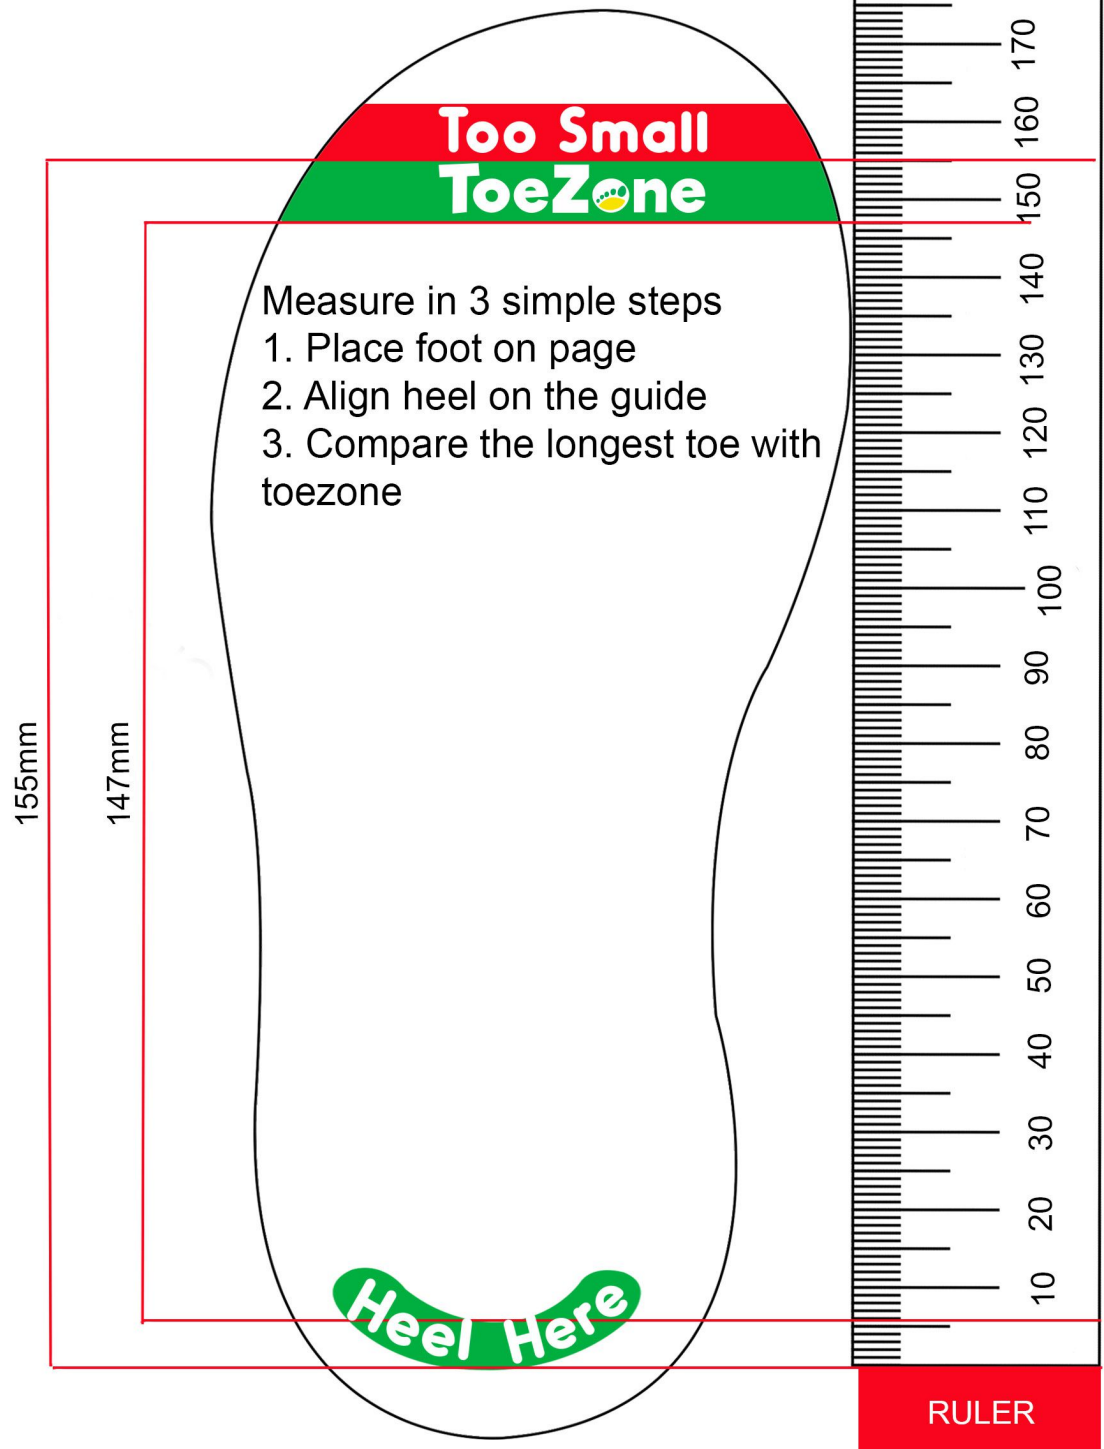 Too Small
ToeZone
Measure in 3 simple steps
1. Place foot on page
2. Align heel on the guide
3. Compare the longest toe with
toezone
155mm
147mm
Heel Here
170
160
150
140
130
120
110
100
90
80
70
60
50
40
30
20
10
RULER